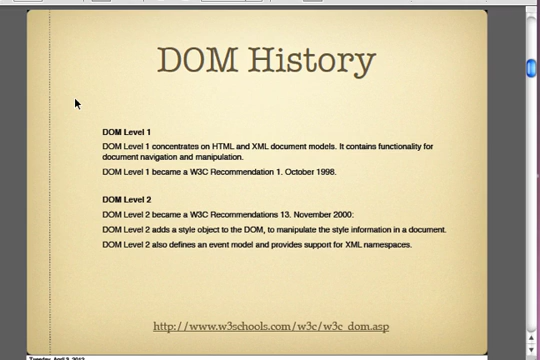 DOM History
DOM Level 1
DOM Level 1 concentrates on HTML and XML document models. It contains functionality for
document navigation and manipulation.
DOM Level 1 became a W3C Recommendation 1. October 1998.
DOM Level 2
DOM Level 2 became a W3C Recommendations 13. November 2000:
DOM Level 2 adds a style object to the DOM, to manipulate the style information in a document.
DOM Level 2 also defines an event model and provides support for XML namespaces.
http://www.w3schools.com/w3c/w3c_dom.asp
Tuesday, April 3, 2012